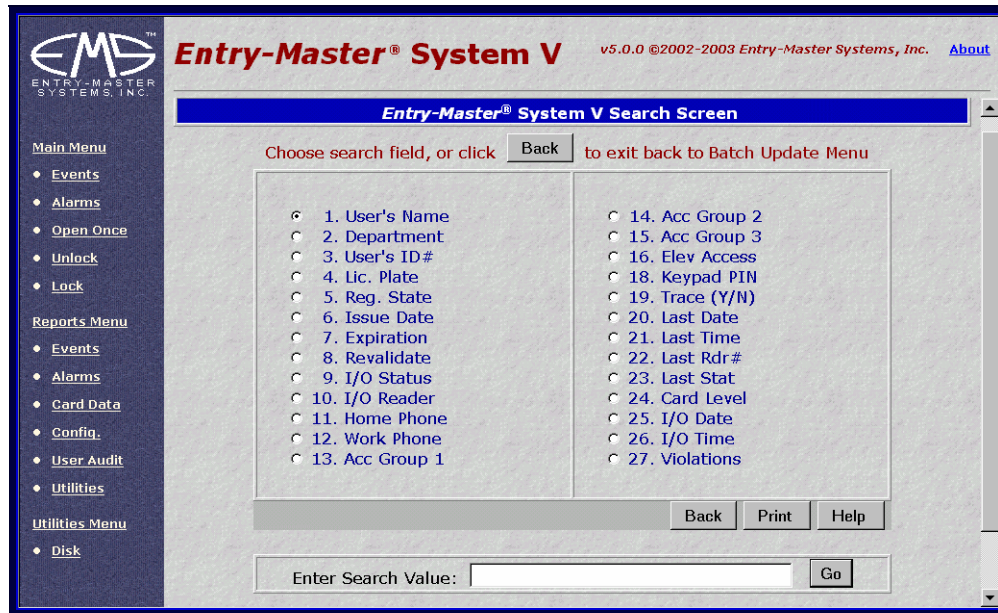 EMS™
ENTRY-MASTER
SYSTEMS, INC.
Entry-Master® System V
v5.0.0 ©2002-2003 Entry-Master Systems, Inc.
About
Main Menu
Events
Alarms
Open Once
Unlock
Lock
Reports Menu
Events
Alarms
Card Data
Config.
User Audit
Utilities
Utilities Menu
Disk
Entry-Master® System V Search Screen
Choose search field, or click Back to exit back to Batch Update Menu
1. User's Name
2. Department
3. User's ID#
4. Lic. Plate
5. Reg. State
6. Issue Date
7. Expiration
8. Revalidate
9. I/O Status
10. I/O Reader
11. Home Phone
12. Work Phone
13. Acc Group 1
14. Acc Group 2
15. Acc Group 3
16. Elev Access
18. Keypad PIN
19. Trace (Y/N)
20. Last Date
21. Last Time
22. Last Rdr#
23. Last Stat
24. Card Level
25. I/O Date
26. I/O Time
27. Violations
Back Print Help
Enter Search Value: Go